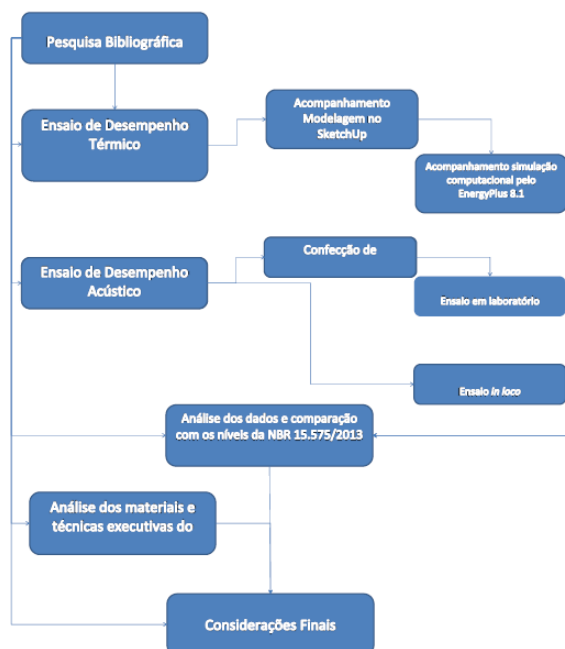 Pesquisa Bibliográfica
Ensaio de Desempenho
Térmico
Acompanhamento
Modelagem no
SketchUp
Acompanhamento simulação
computacional pelo
EnergyPlus 8.1
Ensaio de Desempenho
Acústico
Confecção de
Ensaio em laboratório
Ensaio in loco
Análise dos dados e comparação
com os níveis da NBR 15.575/2013
Análise dos materiais e
técnicas executivas do
Considerações Finais